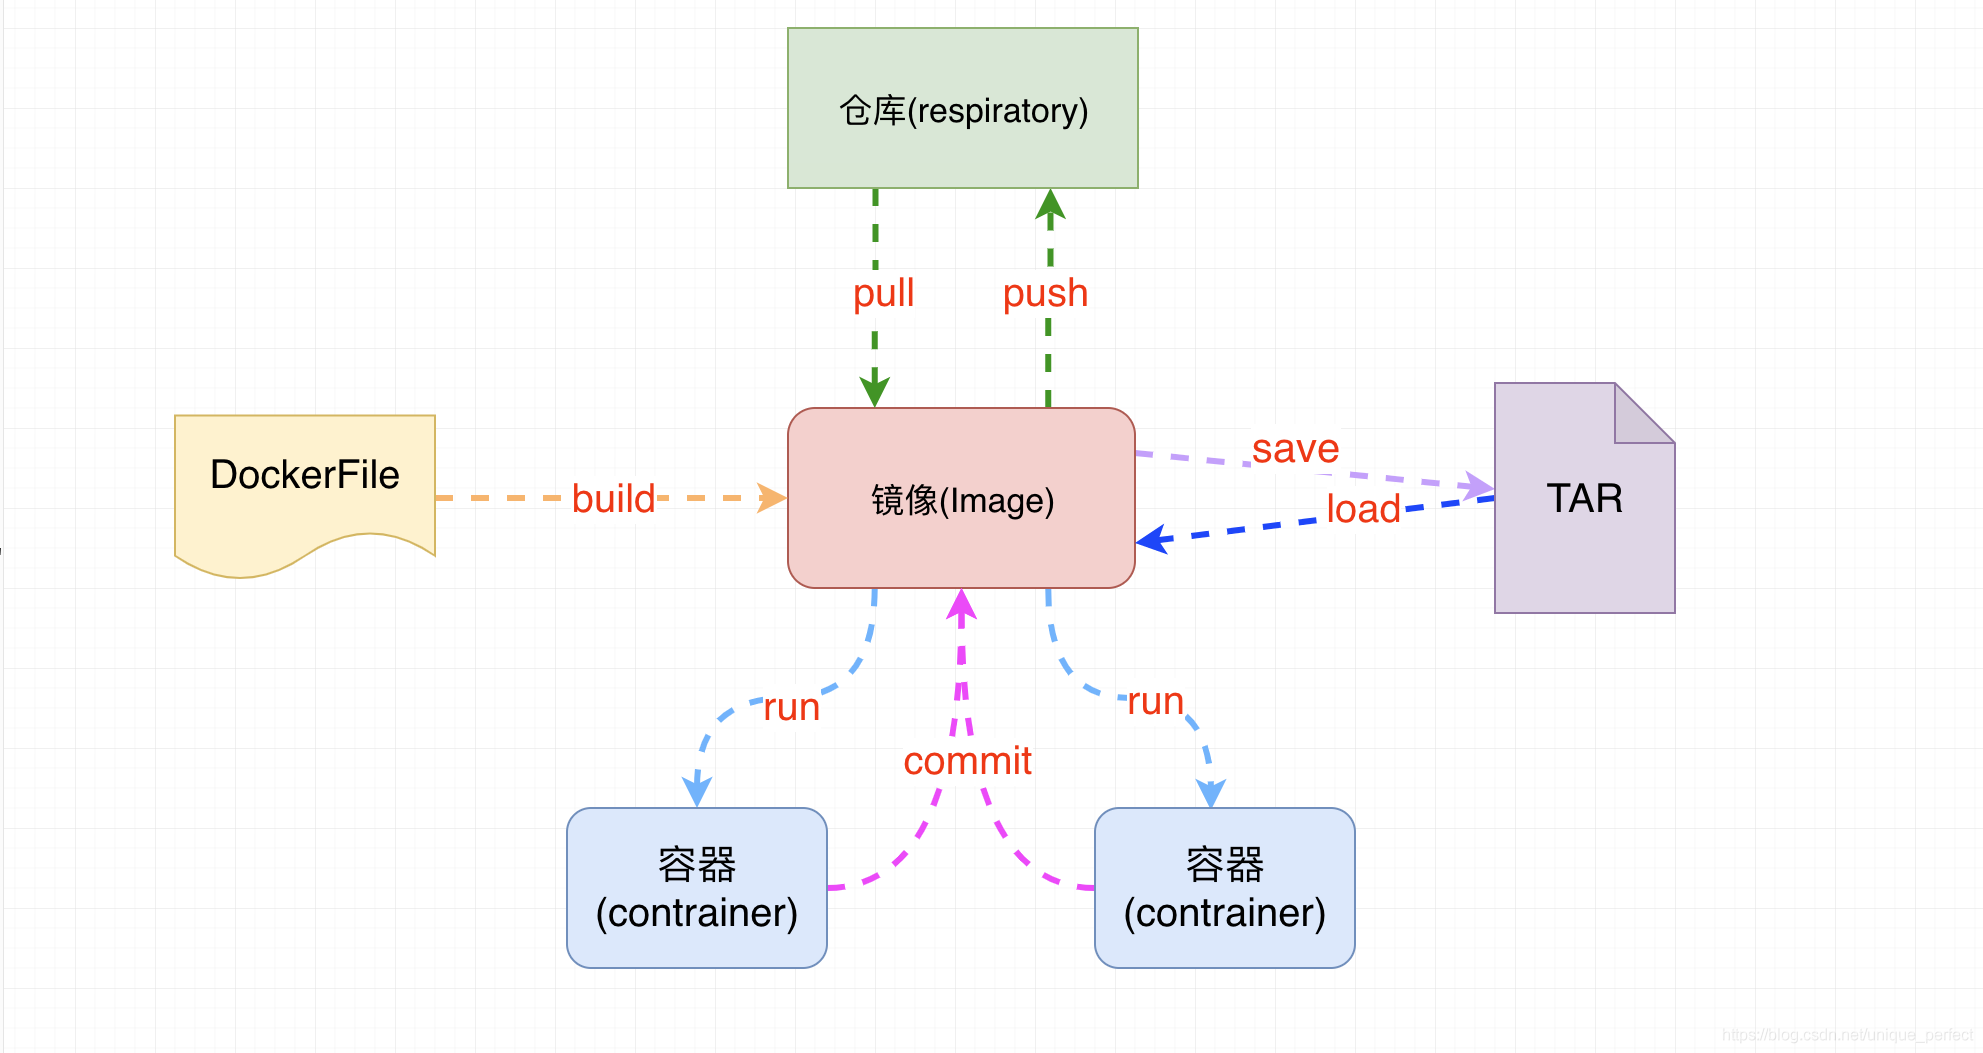 仓库(respiratory)
pull
push
DockerFile
build
镜像(Image)
save
load
TAR
run
run
commit
容器
(contrainer)
容器
(contrainer)
https://blog.csdn.net/unique_perfect